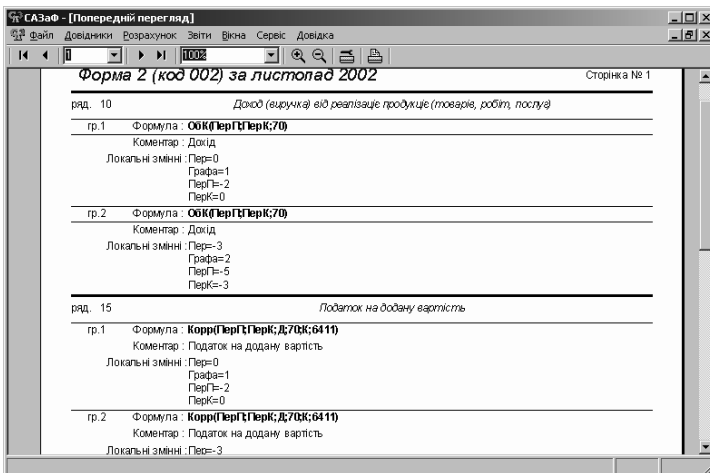 САЗаФ - [Попередній перегляд]
Файл Довідники Розрахунок Звіти Вікна Сервіс Довідка
1 100%
Форма 2 (код 002) за листопад 2002 Сторінка № 1
ряд. 10 Доход (виручка) від реалізаціє продукціє (товарів, робіт, послуг)
гр.1 Формула : ОбК(ПерП;ПерК;70)
Коментар : Дохід
Локальні змінні : Пер=0
Графа=1
ПерП=-2
ПерК=0
гр.2 Формула : ОбК(ПерП;ПерК;70)
Коментар : Дохід
Локальні змінні : Пер=-3
Графа=2
ПерП=-5
ПерК=-3
ряд. 15 Податок на додану вартість
гр.1 Формула : Корр(ПерП;ПерК;Д;70;К;6411)
Коментар : Податок на додану вартість
Локальні змінні : Пер=0
Графа=1
ПерП=-2
ПерК=0
гр.2 Формула : Корр(ПерП;ПерК;Д;70;К;6411)
Коментар : Податок на додану вартість
Локальні змінні : Пер=-3